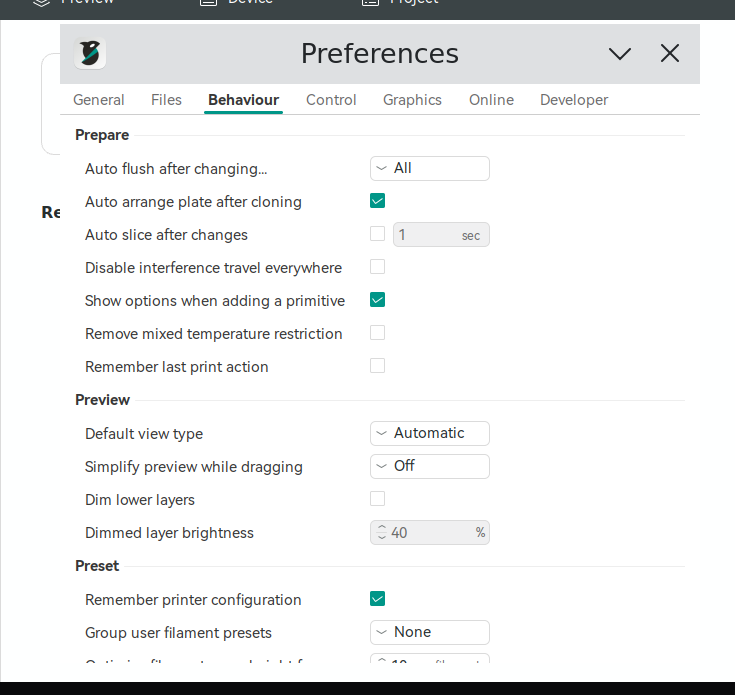 Preview Device Project
Preferences
General Files Behaviour Control Graphics Online Developer
Re
Prepare
Auto flush after changing... All
Auto arrange plate after cloning
Auto slice after changes 1 sec
Disable interference travel everywhere
Show options when adding a primitive
Remove mixed temperature restriction
Remember last print action
Preview
Default view type Automatic
Simplify preview while dragging Off
Dim lower layers
Dimmed layer brightness 40 %
Preset
Remember printer configuration
Group user filament presets None